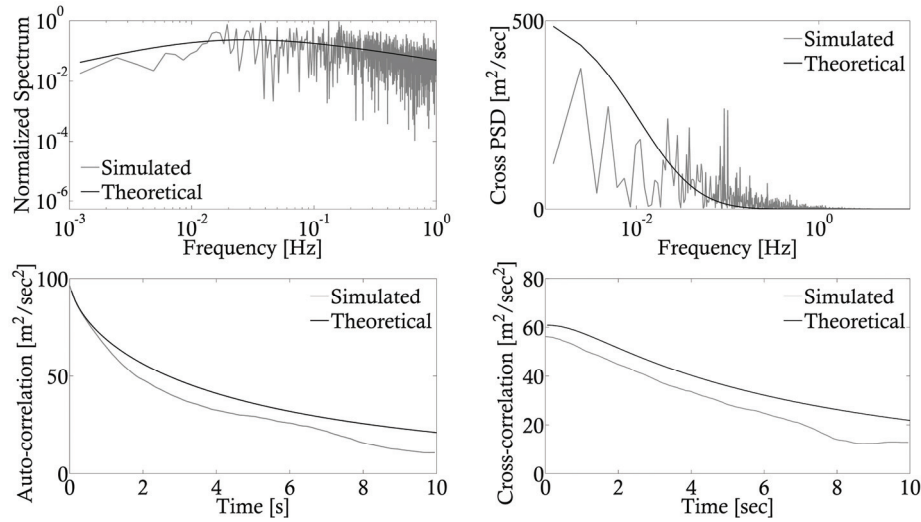 Normalized Spectrum
10^0
10^-2
10^-4
10^-6
Simulated
Theoretical
10^-3
10^-2
10^-1
10^0
Frequency [Hz]
Cross PSD [m^2/sec]
500
0
Simulated
Theoretical
10^-2
10^0
Frequency [Hz]
Auto-correlation [m^2/sec^2]
100
50
0
Simulated
Theoretical
0
2
4
6
8
10
Time [s]
Cross-correlation [m^2/sec^2]
80
60
40
20
0
Simulated
Theoretical
0
2
4
6
8
10
Time [sec]